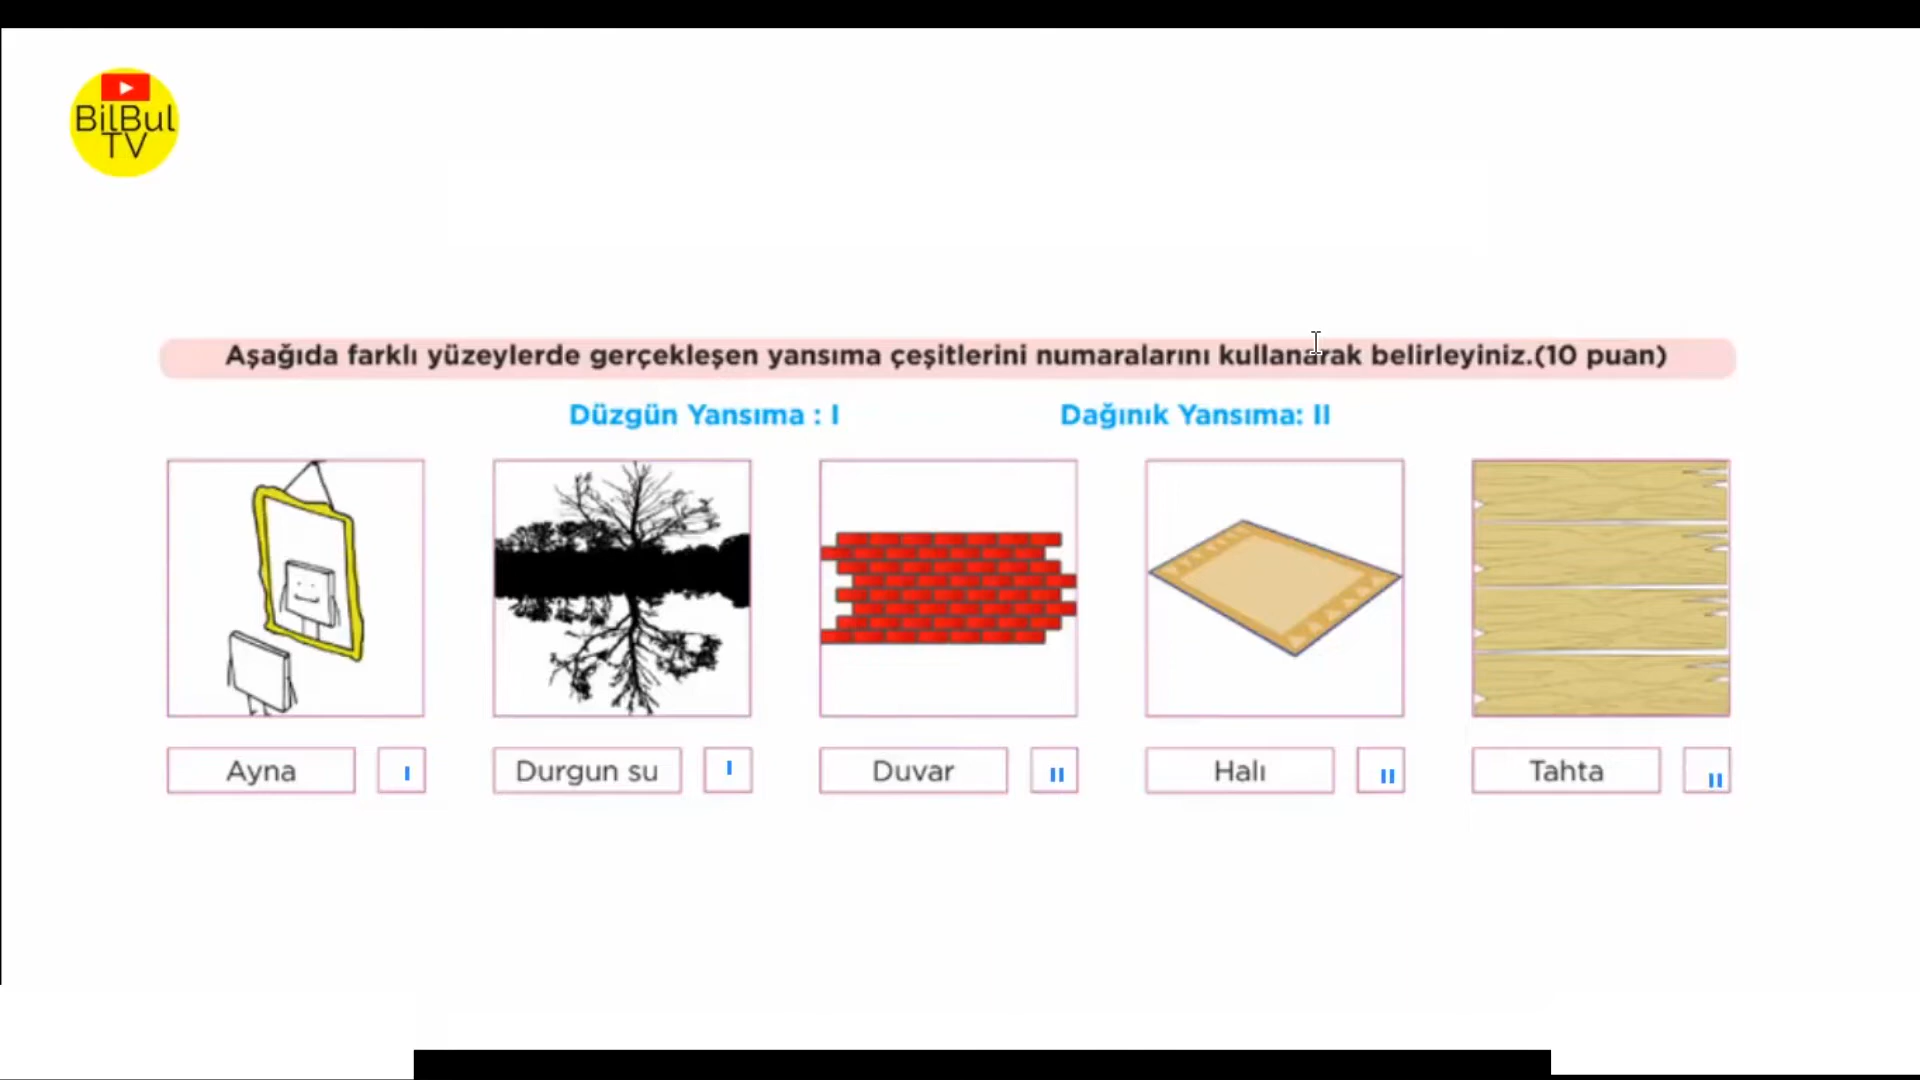 BilBul
TV
Aşağıda farklı yüzeylerde gerçekleşen yansıma çeşitlerini numaralarını kullanarak belirleyiniz.(10 puan)
Düzgün Yansıma : I Dağınık Yansıma: II
Ayna I Durgun su I Duvar II Halı II Tahta II